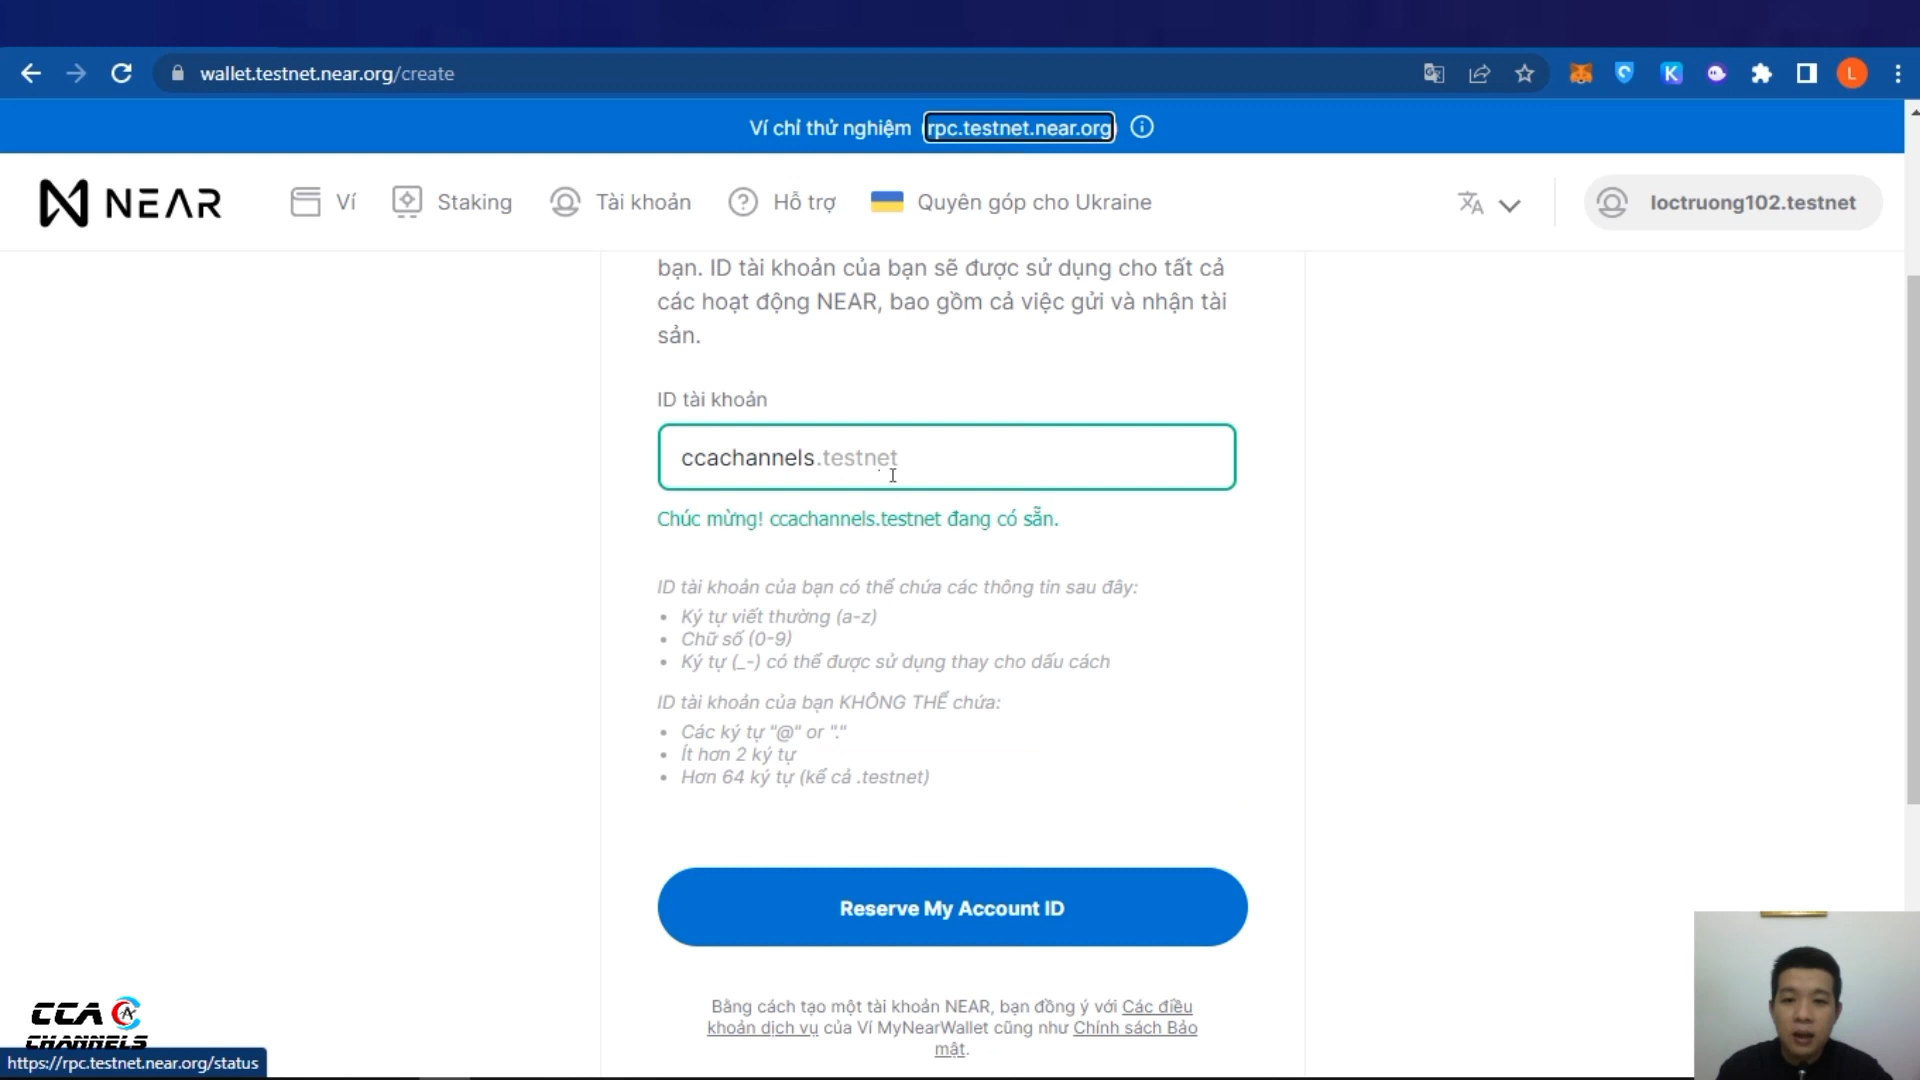 wallet.testnet.near.org/create
L
Ví chỉ thử nghiệm (rpc.testnet.near.org)
NEAR
Ví
Staking
Tài khoản
Hỗ trợ
Quyên góp cho Ukraine
loctruong102.testnet
bạn. ID tài khoản của bạn sẽ được sử dụng cho tất cả
các hoạt động NEAR, bao gồm cả việc gửi và nhận tài
sản.
ID tài khoản
ccachannels.testnet
Chúc mừng! ccachannels.testnet đang có sẵn.
ID tài khoản của bạn có thể chứa các thông tin sau đây:
• Ký tự viết thường (a-z)
• Chữ số (0-9)
• Ký tự (_-) có thể được sử dụng thay cho dấu cách
ID tài khoản của bạn KHÔNG THỂ chứa:
• Các ký tự "@" or "."
• Ít hơn 2 ký tự
• Hơn 64 ký tự (kể cả .testnet)
Reserve My Account ID
Bằng cách tạo một tài khoản NEAR, bạn đồng ý với Các điều
khoản dịch vụ của Ví MyNearWallet cũng như Chính sách Bảo
mật.
CCA
CHANNELS
https://rpc.testnet.near.org/status